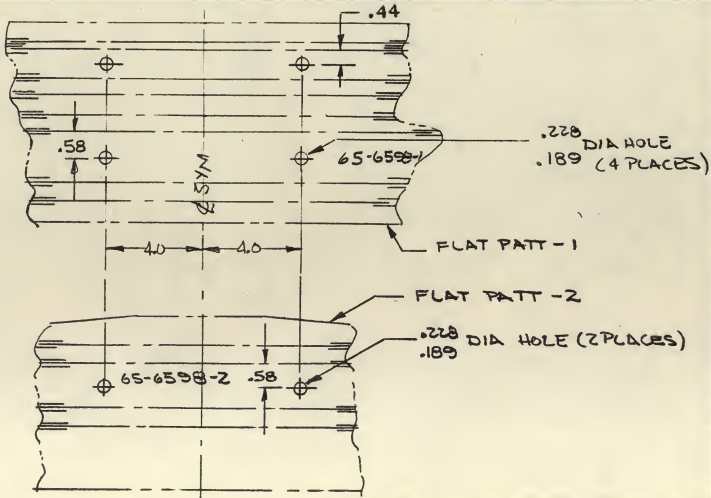 .44
.58
65-6598-1
.228 DIA HOLE
.189 (4 PLACES)
℄ SYM
4.0
4.0
FLAT PATT-1
FLAT PATT-2
.228 DIA HOLE (2 PLACES)
.189
65-6598-2
.58